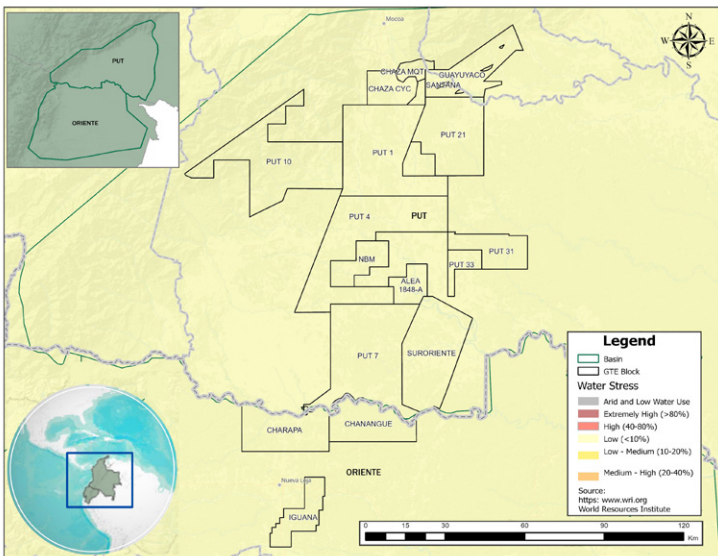 PUT
ORIENTE
Mocoa
N
W
E
S
CHAZA MQT
GUAYUYACO
SANTANA
CHAZA CYC
PUT 1
PUT 21
PUT 10
PUT 4
PUT
PUT 31
PUT 33
NBM
ALEA
1848-A
PUT 7
SURORIENTE
CHARAPA
CHANANGUE
ORIENTE
Nueva Loja
IGUANA
Legend
Basin
GTE Block
Water Stress
Arid and Low Water Use
Extremely High (>80%)
High (40-80%)
Low (<10%)
Low - Medium (10-20%)
Medium - High (20-40%)
Source:
https: www.wri.org
World Resources Institute
0 15 30 60 90 120
Km